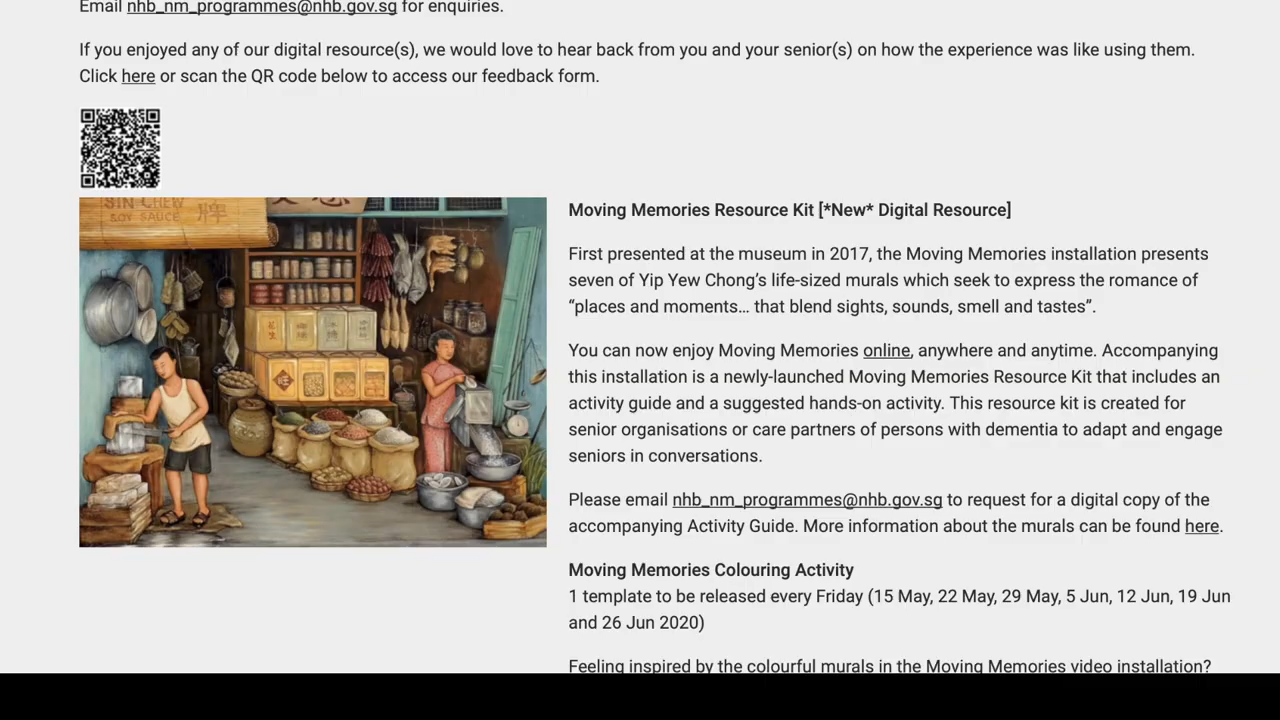 Email nhb_nm_programmes@nhb.gov.sg for enquiries.
If you enjoyed any of our digital resource(s), we would love to hear back from you and your senior(s) on how the experience was like using them.
Click here or scan the QR code below to access our feedback form.
SIN CHEW
SOY SAUCE
牌
Moving Memories Resource Kit [*New* Digital Resource]
First presented at the museum in 2017, the Moving Memories installation presents
seven of Yip Yew Chong’s life-sized murals which seek to express the romance of
“places and moments… that blend sights, sounds, smell and tastes”.
You can now enjoy Moving Memories online, anywhere and anytime. Accompanying
this installation is a newly-launched Moving Memories Resource Kit that includes an
activity guide and a suggested hands-on activity. This resource kit is created for
senior organisations or care partners of persons with dementia to adapt and engage
seniors in conversations.
Please email nhb_nm_programmes@nhb.gov.sg to request for a digital copy of the
accompanying Activity Guide. More information about the murals can be found here.
Moving Memories Colouring Activity
1 template to be released every Friday (15 May, 22 May, 29 May, 5 Jun, 12 Jun, 19 Jun
and 26 Jun 2020)
Feeling inspired by the colourful murals in the Moving Memories video installation?